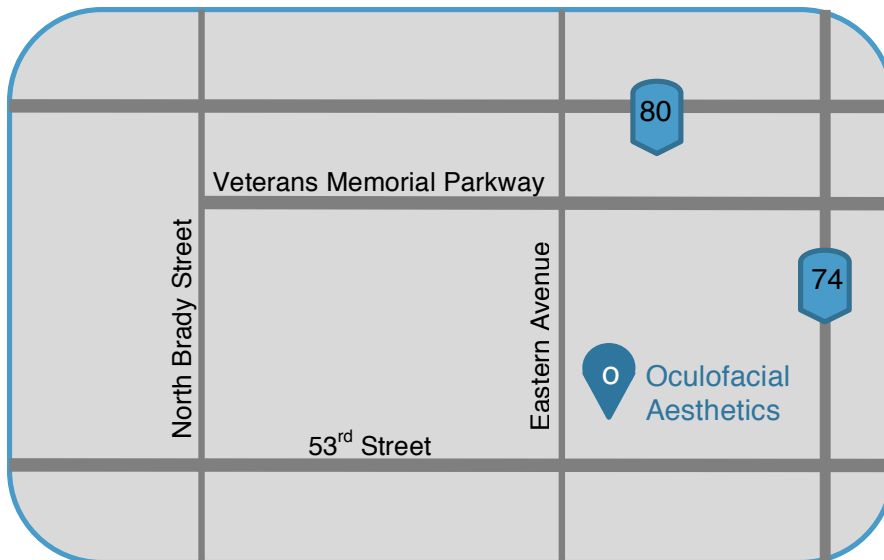 80
Veterans Memorial Parkway
North Brady Street
Eastern Avenue
74
o Oculofacial
Aesthetics
53rd Street